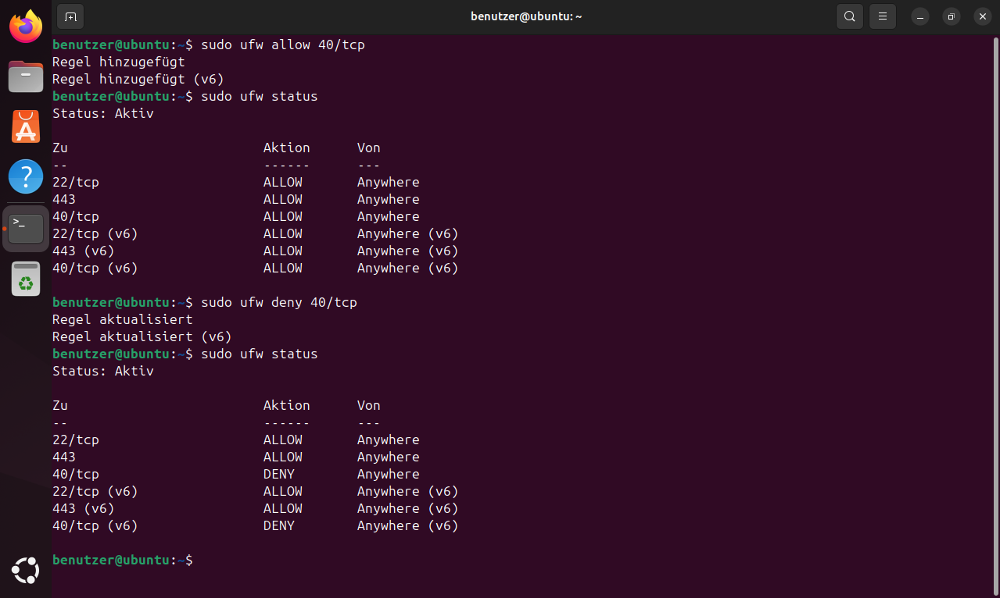 benutzer@ubuntu: ~
benutzer@ubuntu:~$ sudo ufw allow 40/tcp
Regel hinzugefügt
Regel hinzugefügt (v6)
benutzer@ubuntu:~$ sudo ufw status
Status: Aktiv
Zu                         Aktion      Von
--                         ------      ---
22/tcp                     ALLOW       Anywhere
443                        ALLOW       Anywhere
40/tcp                     ALLOW       Anywhere
22/tcp (v6)                ALLOW       Anywhere (v6)
443 (v6)                   ALLOW       Anywhere (v6)
40/tcp (v6)                ALLOW       Anywhere (v6)
benutzer@ubuntu:~$ sudo ufw deny 40/tcp
Regel aktualisiert
Regel aktualisiert (v6)
benutzer@ubuntu:~$ sudo ufw status
Status: Aktiv
Zu                         Aktion      Von
--                         ------      ---
22/tcp                     ALLOW       Anywhere
443                        ALLOW       Anywhere
40/tcp                     DENY        Anywhere
22/tcp (v6)                ALLOW       Anywhere (v6)
443 (v6)                   ALLOW       Anywhere (v6)
40/tcp (v6)                DENY        Anywhere (v6)
benutzer@ubuntu:~$